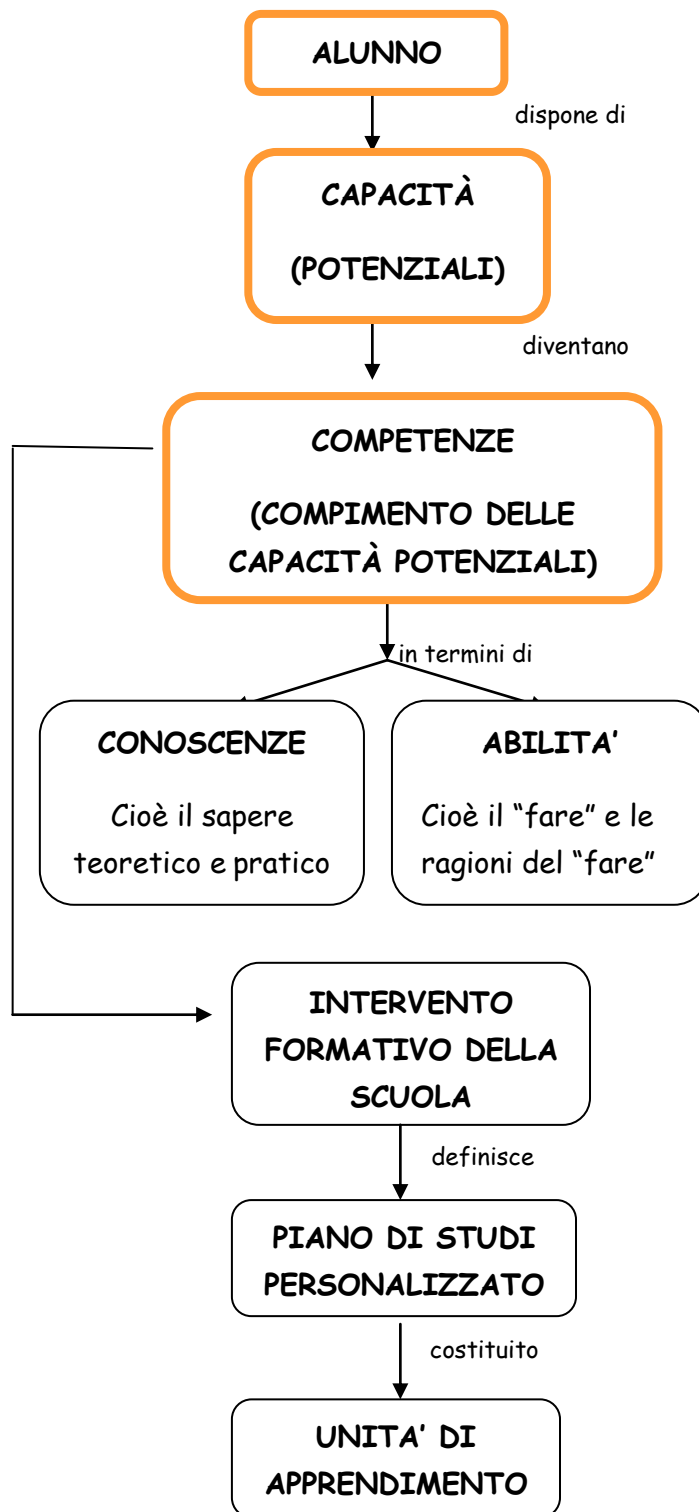 ALUNNO
dispone di
CAPACITÀ
(POTENZIALI)
diventano
COMPETENZE
(COMPIMENTO DELLE
CAPACITÀ POTENZIALI)
in termini di
CONOSCENZE
Cioè il sapere
teoretico e pratico
ABILITA’
Cioè il “fare” e le
ragioni del “fare”
INTERVENTO
FORMATIVO DELLA
SCUOLA
definisce
PIANO DI STUDI
PERSONALIZZATO
costituito
UNITA’ DI
APPRENDIMENTO